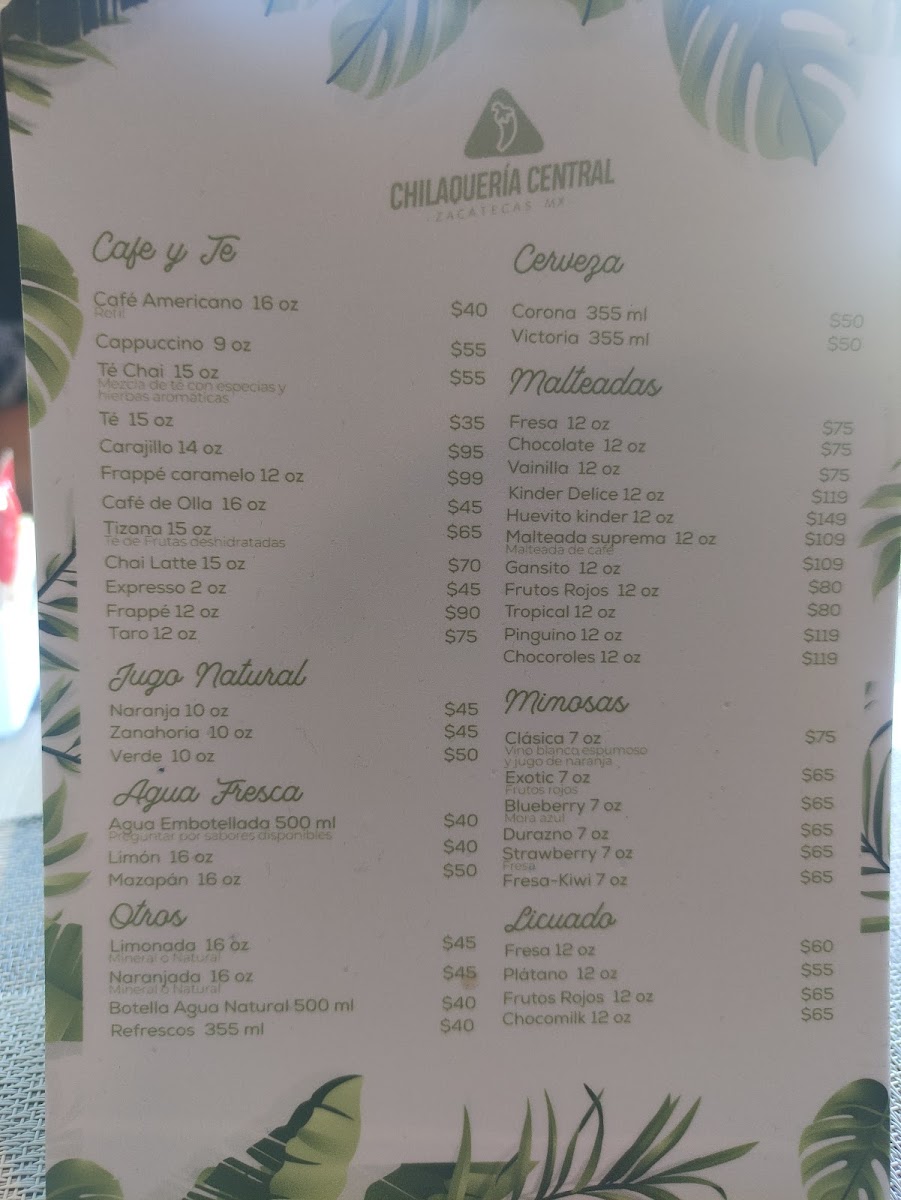 CHILAQUERÍA CENTRAL
ZACATECAS MX
Cafe y Te
Café Americano 16 oz $40
Refil
Cappuccino 9 oz $55
Té Chai 15 oz $55
Mezcla de té con especias y
hierbas aromáticas
Té 15 oz $35
Carajillo 14 oz $95
Frappé caramelo 12 oz $99
Café de Olla 16 oz $45
Tizana 15 oz $65
Té de Frutas deshidratadas
Chai Latte 15 oz $70
Expresso 2 oz $45
Frappé 12 oz $90
Taro 12 oz $75
Jugo Natural
Naranja 10 oz $45
Zanahoria 10 oz $45
Verde 10 oz $50
Agua Fresca
Agua Embotellada 500 ml $40
Preguntar por sabores disponibles
Limón 16 oz $40
Mazapán 16 oz $50
Otros
Limonada 16 oz $45
Mineral o Natural
Naranjada 16 oz $45
Mineral o Natural
Botella Agua Natural 500 ml $40
Refrescos 355 ml $40
Cerveza
Corona 355 ml $50
Victoria 355 ml $50
Malteadas
Fresa 12 oz $75
Chocolate 12 oz $75
Vainilla 12 oz $75
Kinder Delice 12 oz $119
Huevito kinder 12 oz $149
Malteada suprema 12 oz $109
Malteada de café
Gansito 12 oz $109
Frutos Rojos 12 oz $80
Tropical 12 oz $80
Pinguino 12 oz $119
Chocoroles 12 oz $119
Mimosas
Clásica 7 oz $75
Vino blanco espumoso
y jugo de naranja
Exotic 7 oz $65
Frutos rojos
Blueberry 7 oz $65
Mora azul
Durazno 7 oz $65
Strawberry 7 oz $65
Fresa
Fresa-Kiwi 7 oz $65
Licuado
Fresa 12 oz $60
Plátano 12 oz $55
Frutos Rojos 12 oz $65
Chocomilk 12 oz $65